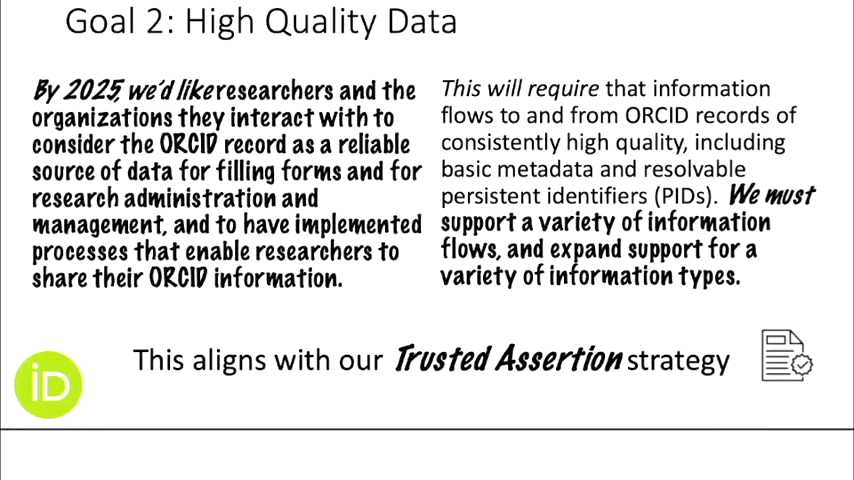 Goal 2: High Quality Data
By 2025, we'd like researchers and the
organizations they interact with to
consider the ORCID record as a reliable
source of data for filling forms and for
research administration and
management, and to have implemented
processes that enable researchers to
share their ORCID information.
This will require that information
flows to and from ORCID records of
consistently high quality, including
basic metadata and resolvable
persistent identifiers (PIDs). We must
support a variety of information
flows, and expand support for a
variety of information types.
This aligns with our Trusted Assertion strategy
iD